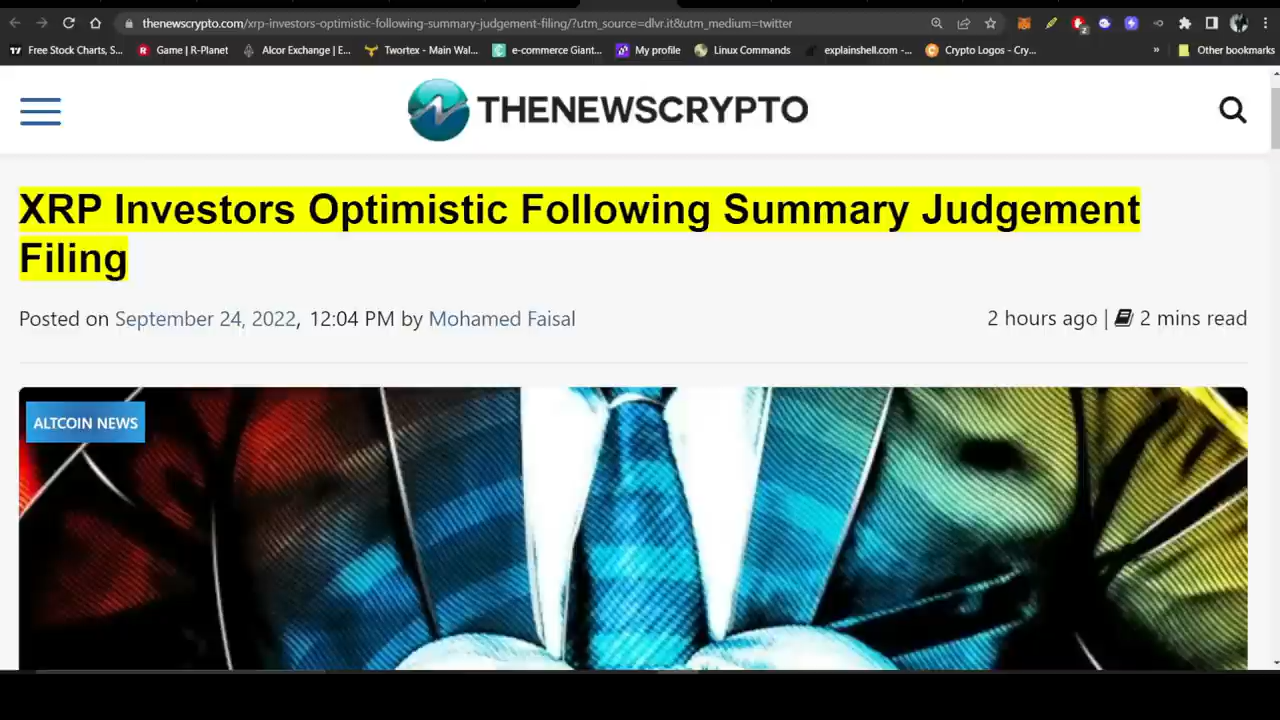 thenewscrypto.com/xrp-investors-optimistic-following-summary-judgement-filing/?utm_source=dlvr.it&utm_medium=twitter
Free Stock Charts, S... Game | R-Planet Alcor Exchange | E... Twortex - Main Wal... e-commerce Giant... My profile Linux Commands explainshell.com -... Crypto Logos - Cry... » Other bookmarks
THENEWSCRYPTO
XRP Investors Optimistic Following Summary Judgement
Filing
Posted on September 24, 2022, 12:04 PM by Mohamed Faisal 2 hours ago | 2 mins read
ALTCOIN NEWS